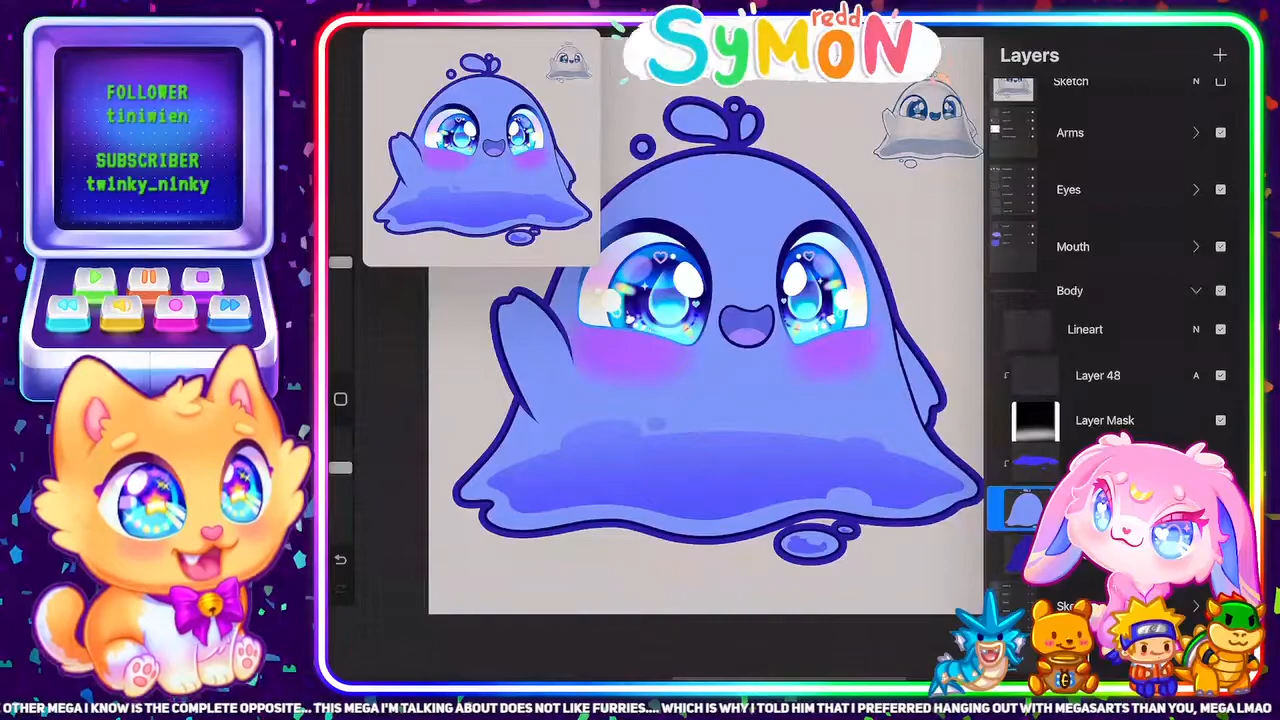 redd
SyMON
FOLLOWER
tiniwien
SUBSCRIBER
tw1nky_n1nky
Layers
Sketch N
Arms
Eyes
Mouth
Body
Lineart N
Layer 48 A
Layer Mask
OTHER MEGA I KNOW IS THE COMPLETE OPPOSITE... THIS MEGA I'M TALKING ABOUT DOES NOT LIKE FURRIES.... WHICH IS WHY I TOLD HIM THAT I PREFERRED HANGING OUT WITH MEGASARTS THAN YOU, MEGA LMAO